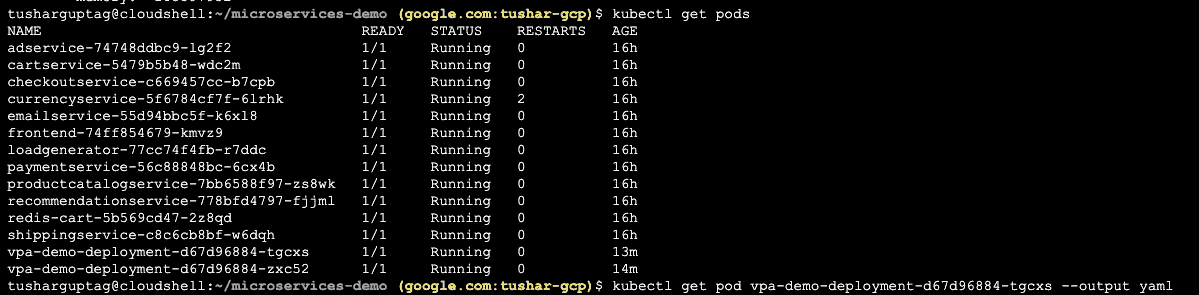 tusharguptag@cloudshell:~/microservices-demo (google.com:tushar-gcp)$ kubectl get pods
NAME READY STATUS RESTARTS AGE
adservice-74748ddbc9-lg2f2 1/1 Running 0 16h
cartservice-5479b5b48-wdc2m 1/1 Running 0 16h
checkoutservice-c669457cc-b7cpb 1/1 Running 0 16h
currencyservice-5f6784cf7f-6lrhk 1/1 Running 2 16h
emailservice-55d94bbc5f-k6xl8 1/1 Running 0 16h
frontend-74ff854679-kmvz9 1/1 Running 0 16h
loadgenerator-77cc74f4fb-r7ddc 1/1 Running 0 16h
paymentservice-56c88848bc-6cx4b 1/1 Running 0 16h
productcatalogservice-7bb6588f97-zs8wk 1/1 Running 0 16h
recommendationservice-778bfd4797-fjjml 1/1 Running 0 16h
redis-cart-5b569cd47-2z8qd 1/1 Running 0 16h
shippingservice-c8c6cb8bf-w6dqh 1/1 Running 0 16h
vpa-demo-deployment-d67d96884-tgcxs 1/1 Running 0 13m
vpa-demo-deployment-d67d96884-zxc52 1/1 Running 0 14m
tusharguptag@cloudshell:~/microservices-demo (google.com:tushar-gcp)$ kubectl get pod vpa-demo-deployment-d67d96884-tgcxs --output yaml